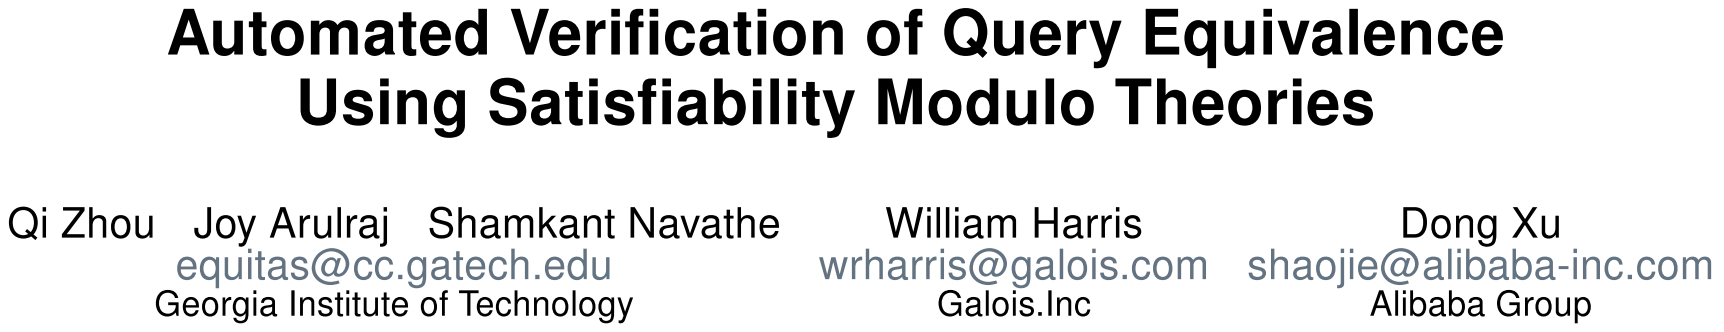 Automated Verification of Query Equivalence
Using Satisfiability Modulo Theories
Qi Zhou Joy Arulraj Shamkant Navathe William Harris Dong Xu
equitas@cc.gatech.edu wrharris@galois.com shaojie@alibaba-inc.com
Georgia Institute of Technology Galois.Inc Alibaba Group